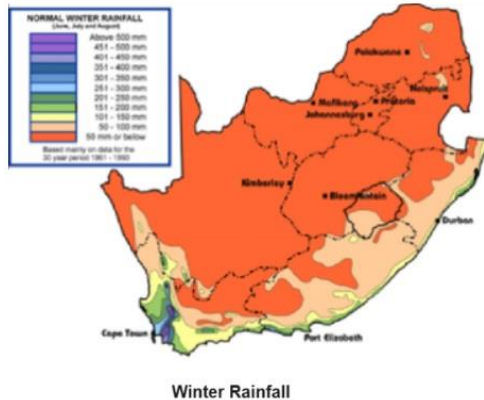 NORMAL WINTER RAINFALL
(June, July and August)
Above 500 mm
451 - 500 mm
401 - 450 mm
351 - 400 mm
301 - 350 mm
251 - 300 mm
201 - 250 mm
151 - 200 mm
101 - 150 mm
50 - 100 mm
50 mm or below
Based mainly on data for the
30 year period 1961 - 1990
Polokwane
Nelspruit
Mafikeng
Pretoria
Johannesburg
Kimberley
Bloemfontein
Durban
Cape Town
Port Elizabeth
Winter Rainfall